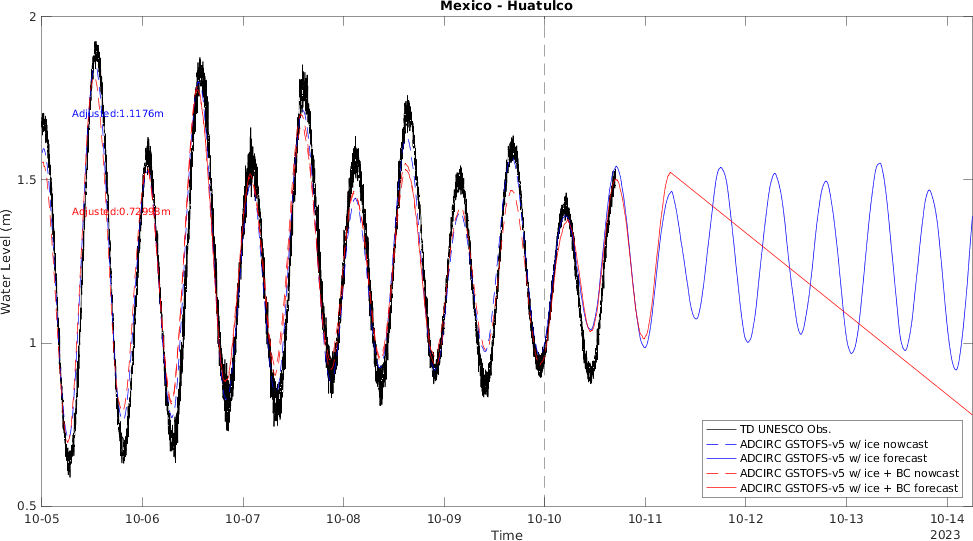 Mexico - Huatulco
2
1.5
1
0.5
Water Level (m)
Adjusted:1.1176m
Adjusted:0.72993m
TD UNESCO Obs.
ADCIRC GSTOFS-v5 w/ ice nowcast
ADCIRC GSTOFS-v5 w/ ice forecast
ADCIRC GSTOFS-v5 w/ ice + BC nowcast
ADCIRC GSTOFS-v5 w/ ice + BC forecast
10-05 10-06 10-07 10-08 10-09 10-10 10-11 10-12 10-13 10-14
2023
Time